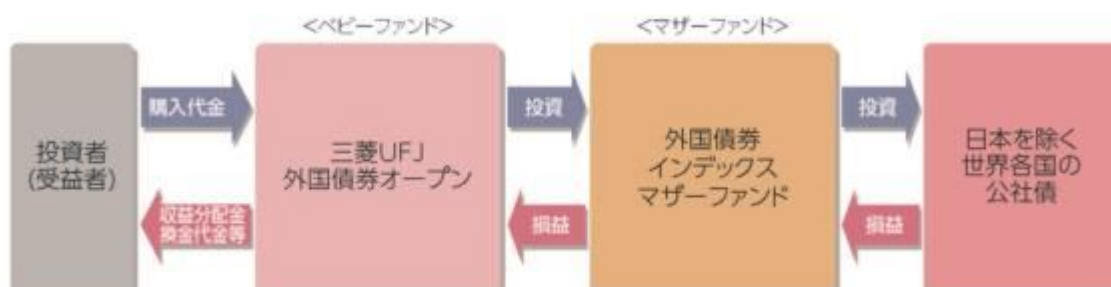 <ベビーファンド>
<マザーファンド>
投資者
(受益者)
購入代金
収益分配金
換金代金等
三菱UFJ
外国債券オープン
投資
損益
外国債券
インデックス
マザーファンド
投資
損益
日本を除く
世界各国の
公社債